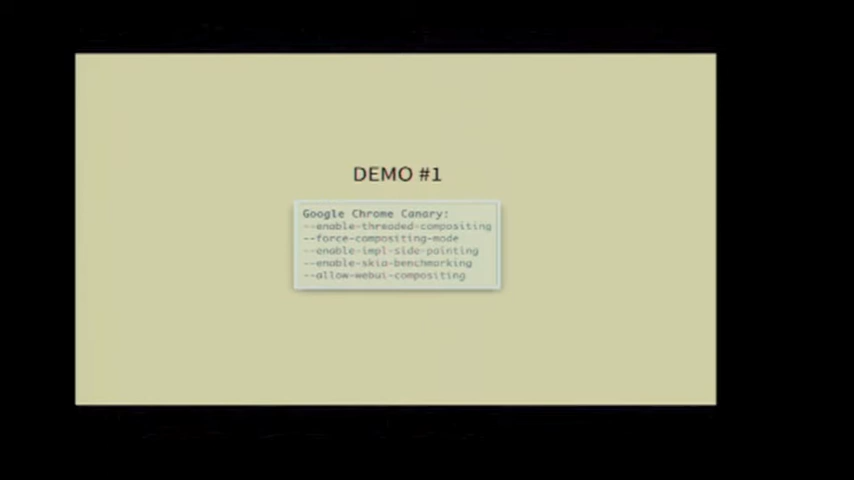 DEMO #1
Google Chrome Canary:
--enable-threaded-compositing
--force-compositing-mode
--enable-impl-side-painting
--enable-skia-benchmarking
--allow-webui-compositing